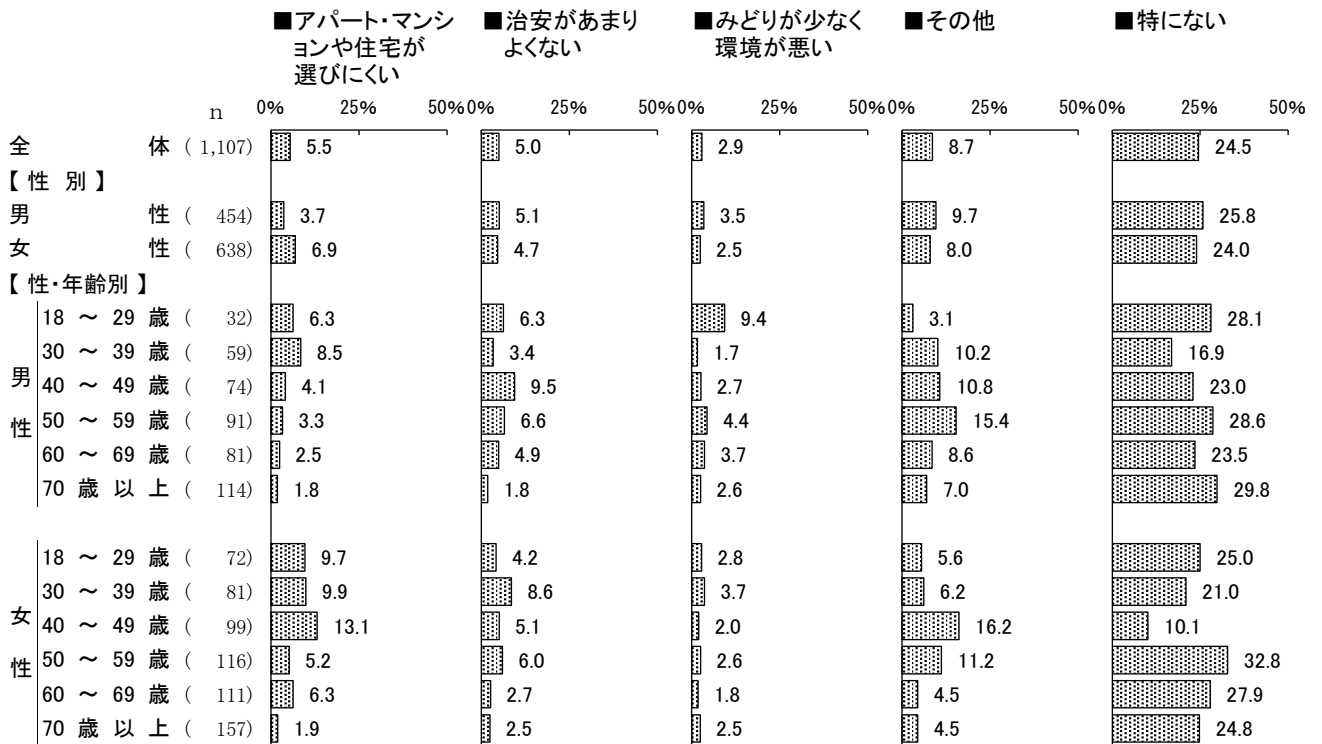 ■アパート・マンシ ■治安があまり ■みどりが少なく ■その他 ■特にない
ョンや住宅が よくない 環境が悪い
選びにくい
n 0% 25% 50% 0% 25% 50% 0% 25% 50% 0% 25% 50% 0% 25% 50%
全 体 ( 1,107) 5.5 5.0 2.9 8.7 24.5
【 性 別 】
男 性 ( 454) 3.7 5.1 3.5 9.7 25.8
女 性 ( 638) 6.9 4.7 2.5 8.0 24.0
【 性・年齢別 】
男性
18 ～ 29 歳 ( 32) 6.3 6.3 9.4 3.1 28.1
30 ～ 39 歳 ( 59) 8.5 3.4 1.7 10.2 16.9
40 ～ 49 歳 ( 74) 4.1 9.5 2.7 10.8 23.0
50 ～ 59 歳 ( 91) 3.3 6.6 4.4 15.4 28.6
60 ～ 69 歳 ( 81) 2.5 4.9 3.7 8.6 23.5
70 歳 以 上 ( 114) 1.8 1.8 2.6 7.0 29.8
女性
18 ～ 29 歳 ( 72) 9.7 4.2 2.8 5.6 25.0
30 ～ 39 歳 ( 81) 9.9 8.6 3.7 6.2 21.0
40 ～ 49 歳 ( 99) 13.1 5.1 2.0 16.2 10.1
50 ～ 59 歳 ( 116) 5.2 6.0 2.6 11.2 32.8
60 ～ 69 歳 ( 111) 6.3 2.7 1.8 4.5 27.9
70 歳 以 上 ( 157) 1.9 2.5 2.5 4.5 24.8